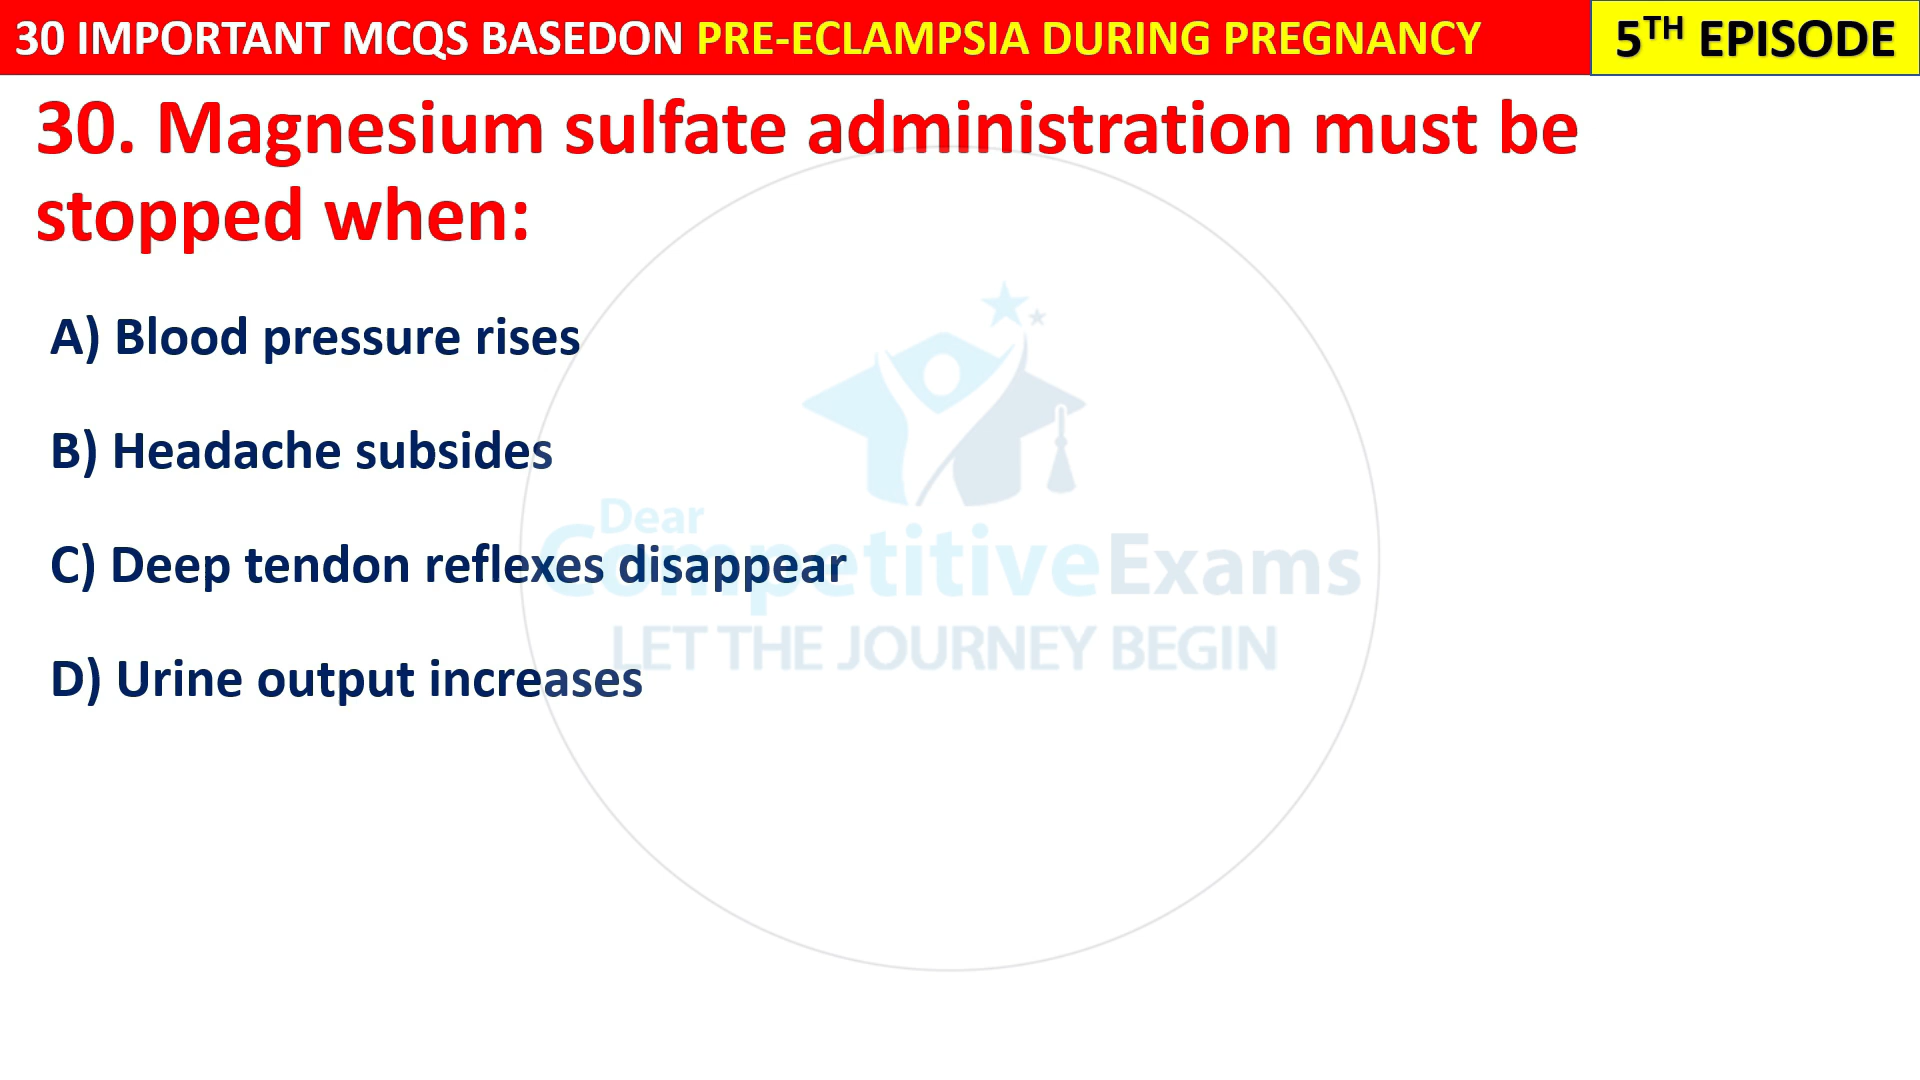 30 IMPORTANT MCQS BASEDON PRE-ECLAMPSIA DURING PREGNANCY
5TH EPISODE
30. Magnesium sulfate administration must be
stopped when:
A) Blood pressure rises
B) Headache subsides
C) Deep tendon reflexes disappear
D) Urine output increases
Dear
CompetitiveExams
LET THE JOURNEY BEGIN